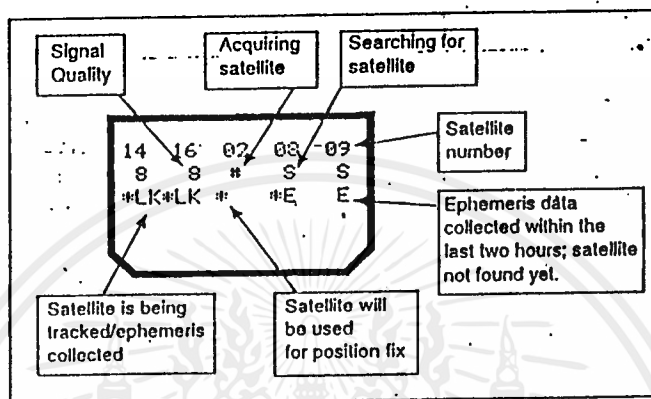 Signal
Quality
Acquiring
satellite
Searching for
satellite
14 16 02 08 09
8 8 * S S
*LK*LK * *E E
Satellite
number
Ephemeris data
collected within the
last two hours; satellite
not found yet.
Satellite is being
tracked/ephemeris
collected
Satellite will
be used
for position fix